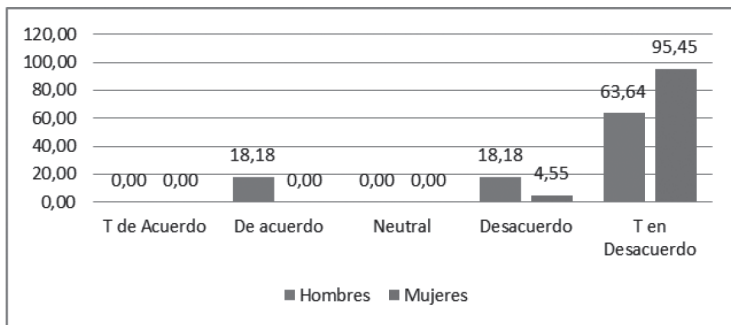 120,00
100,00
80,00
60,00
40,00
20,00
0,00
0,00 0,00
18,18 0,00
0,00 0,00
18,18 4,55
63,64 95,45
T de Acuerdo
De acuerdo
Neutral
Desacuerdo
T en
Desacuerdo
Hombres Mujeres